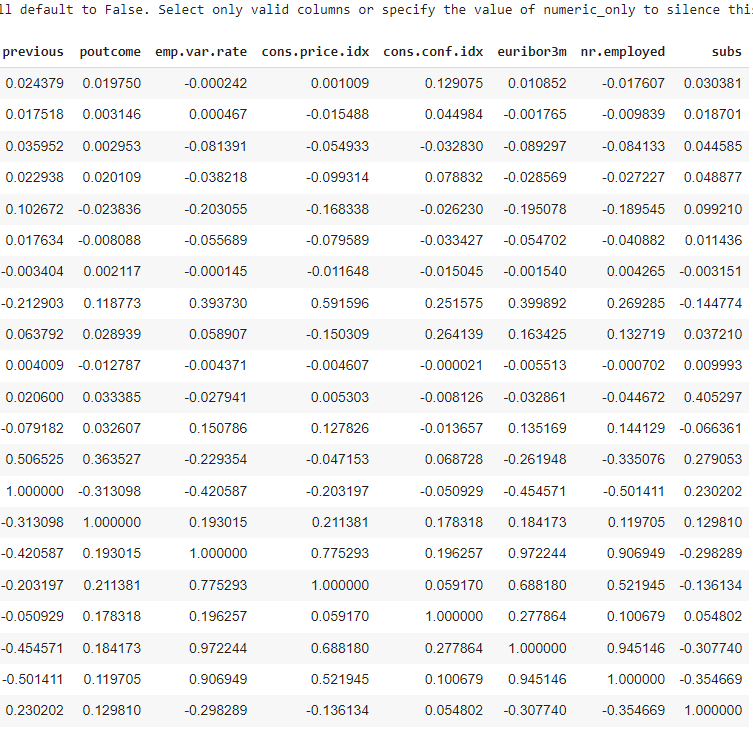 ll default to False. Select only valid columns or specify the value of numeric_only to silence this
previous poutcome emp.var.rate cons.price.idx cons.conf.idx euribor3m nr.employed subs
0.024379 0.019750 -0.000242 0.001009 0.129075 0.010852 -0.017607 0.030381
0.017518 0.003146 0.000467 -0.015488 0.044984 -0.001765 -0.009839 0.018701
0.035952 0.002953 -0.081391 -0.054933 -0.032830 -0.089297 -0.084133 0.044585
0.022938 0.020109 -0.038218 -0.099314 0.078832 -0.028569 -0.027227 0.048877
0.102672 -0.023836 -0.203055 -0.168338 -0.026230 -0.195078 -0.189545 0.099210
0.017634 -0.008088 -0.055689 -0.079589 -0.033427 -0.054702 -0.040882 0.011436
-0.003404 0.002117 -0.000145 -0.011648 -0.015045 -0.001540 0.004265 -0.003151
-0.212903 0.118773 0.393730 0.591596 0.251575 0.399892 0.269285 -0.144774
0.063792 0.028939 0.058907 -0.150309 0.264139 0.163425 0.132719 0.037210
0.004009 -0.012787 -0.004371 -0.004607 -0.000021 -0.005513 -0.000702 0.009993
0.020600 0.033385 -0.027941 0.005303 -0.008126 -0.032861 -0.044672 0.405297
-0.079182 0.032607 0.150786 0.127826 -0.013657 0.135169 0.144129 -0.066361
0.506525 0.363527 -0.229354 -0.047153 0.068728 -0.261948 -0.335076 0.279053
1.000000 -0.313098 -0.420587 -0.203197 -0.050929 -0.454571 -0.501411 0.230202
-0.313098 1.000000 0.193015 0.211381 0.178318 0.184173 0.119705 0.129810
-0.420587 0.193015 1.000000 0.775293 0.196257 0.972244 0.906949 -0.298289
-0.203197 0.211381 0.775293 1.000000 0.059170 0.688180 0.521945 -0.136134
-0.050929 0.178318 0.196257 0.059170 1.000000 0.277864 0.100679 0.054802
-0.454571 0.184173 0.972244 0.688180 0.277864 1.000000 0.945146 -0.307740
-0.501411 0.119705 0.906949 0.521945 0.100679 0.945146 1.000000 -0.354669
0.230202 0.129810 -0.298289 -0.136134 0.054802 -0.307740 -0.354669 1.000000